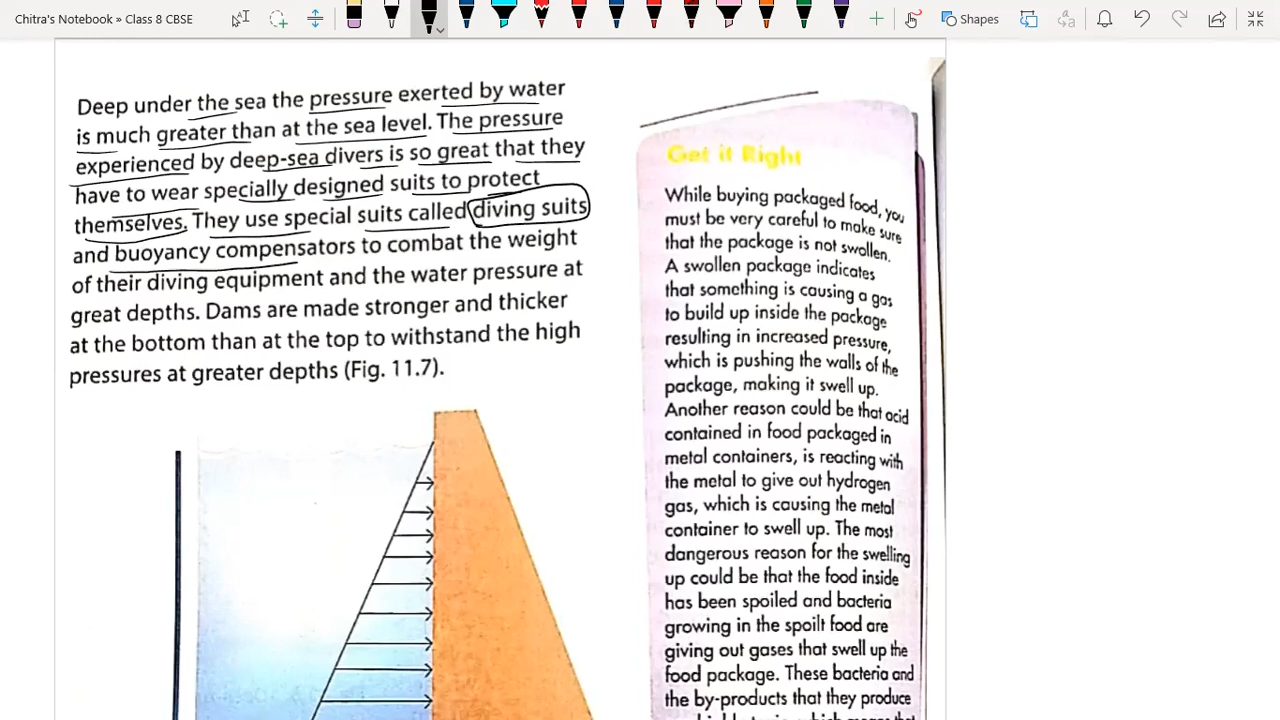 Chitra's Notebook » Class 8 CBSE
Shapes
Deep under the sea the pressure exerted by water
is much greater than at the sea level. The pressure
experienced by deep-sea divers is so great that they
have to wear specially designed suits to protect
themselves. They use special suits called diving suits
and buoyancy compensators to combat the weight
of their diving equipment and the water pressure at
great depths. Dams are made stronger and thicker
at the bottom than at the top to withstand the high
pressures at greater depths (Fig. 11.7).
Get it Right
While buying packaged food, you
must be very careful to make sure
that the package is not swollen.
A swollen package indicates
that something is causing a gas
to build up inside the package
resulting in increased pressure,
which is pushing the walls of the
package, making it swell up.
Another reason could be that acid
contained in food packaged in
metal containers, is reacting with
the metal to give out hydrogen
gas, which is causing the metal
container to swell up. The most
dangerous reason for the swelling
up could be that the food inside
has been spoiled and bacteria
growing in the spoilt food are
giving out gases that swell up the
food package. These bacteria and
the by-products that they produce